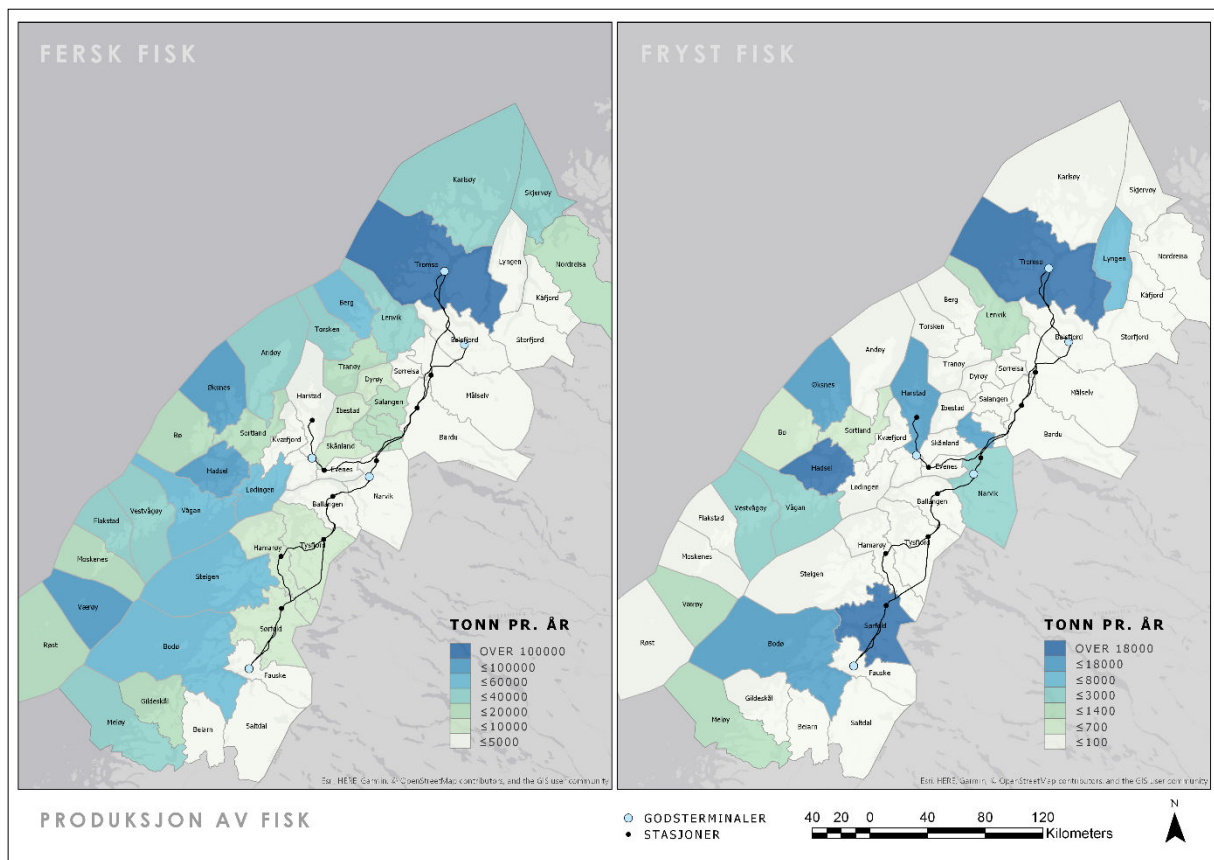 FERSK FISK
Karlsøy
Skjervøy
Tromsø
Lyngen
Nordreisa
Kåfjord
Berg
Lenvik
Torsken
Balsfjord
Storfjord
Andøy
Tranøy
Sørreisa
Dyrøy
Øksnes
Harstad
Salangen
Målselv
Ibestad
Bø
Sortland
Kvæfjord
Skånland
Bardu
Hadsel
Evenes
Lødingen
Narvik
Ballangen
Vågan
Vestvågøy
Flakstad
Tysfjord
Hamarøy
Moskenes
Steigen
Værøy
Sørfold
Røst
Bodø
Fauske
Gildeskål
Meløy
Beiarn
Saltdal
TONN PR. ÅR
OVER 100000
≤100000
≤60000
≤40000
≤20000
≤10000
≤5000
Esri, HERE, Garmin, © OpenStreetMap contributors, and the GIS user community
FRYST FISK
Karlsøy
Skjervøy
Tromsø
Lyngen
Nordreisa
Kåfjord
Berg
Lenvik
Torsken
Balsfjord
Storfjord
Andøy
Tranøy
Sørreisa
Dyrøy
Øksnes
Harstad
Salangen
Målselv
Ibestad
Bø
Sortland
Kvæfjord
Skånland
Bardu
Hadsel
Evenes
Lødingen
Narvik
Ballangen
Vågan
Vestvågøy
Flakstad
Tysfjord
Hamarøy
Moskenes
Steigen
Værøy
Sørfold
Røst
Bodø
Fauske
Gildeskål
Meløy
Beiarn
Saltdal
TONN PR. ÅR
OVER 18000
≤18000
≤8000
≤3000
≤1400
≤700
≤100
Esri, HERE, Garmin, © OpenStreetMap contributors, and the GIS user community
PRODUKSJON AV FISK
GODSTERMINALER
STASJONER
40 20 0 40 80 120
Kilometers
N